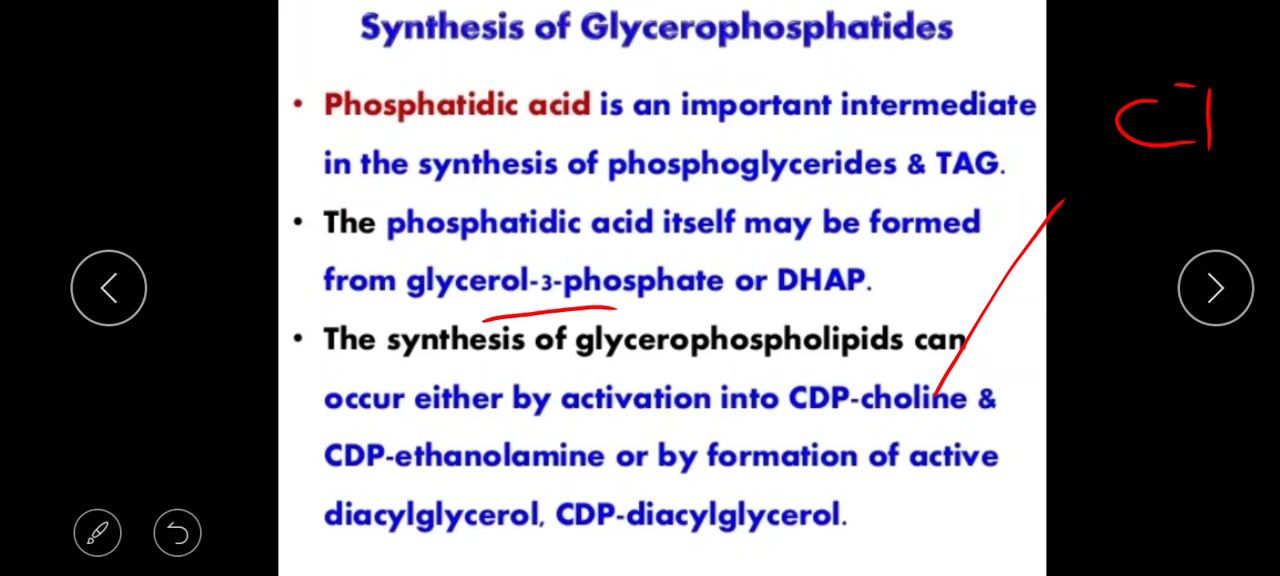 Synthesis of Glycerophosphatides
• Phosphatidic acid is an important intermediate
in the synthesis of phosphoglycerides & TAG.
• The phosphatidic acid itself may be formed
from glycerol-3-phosphate or DHAP.
• The synthesis of glycerophospholipids can
occur either by activation into CDP-choline &
CDP-ethanolamine or by formation of active
diacylglycerol, CDP-diacylglycerol.